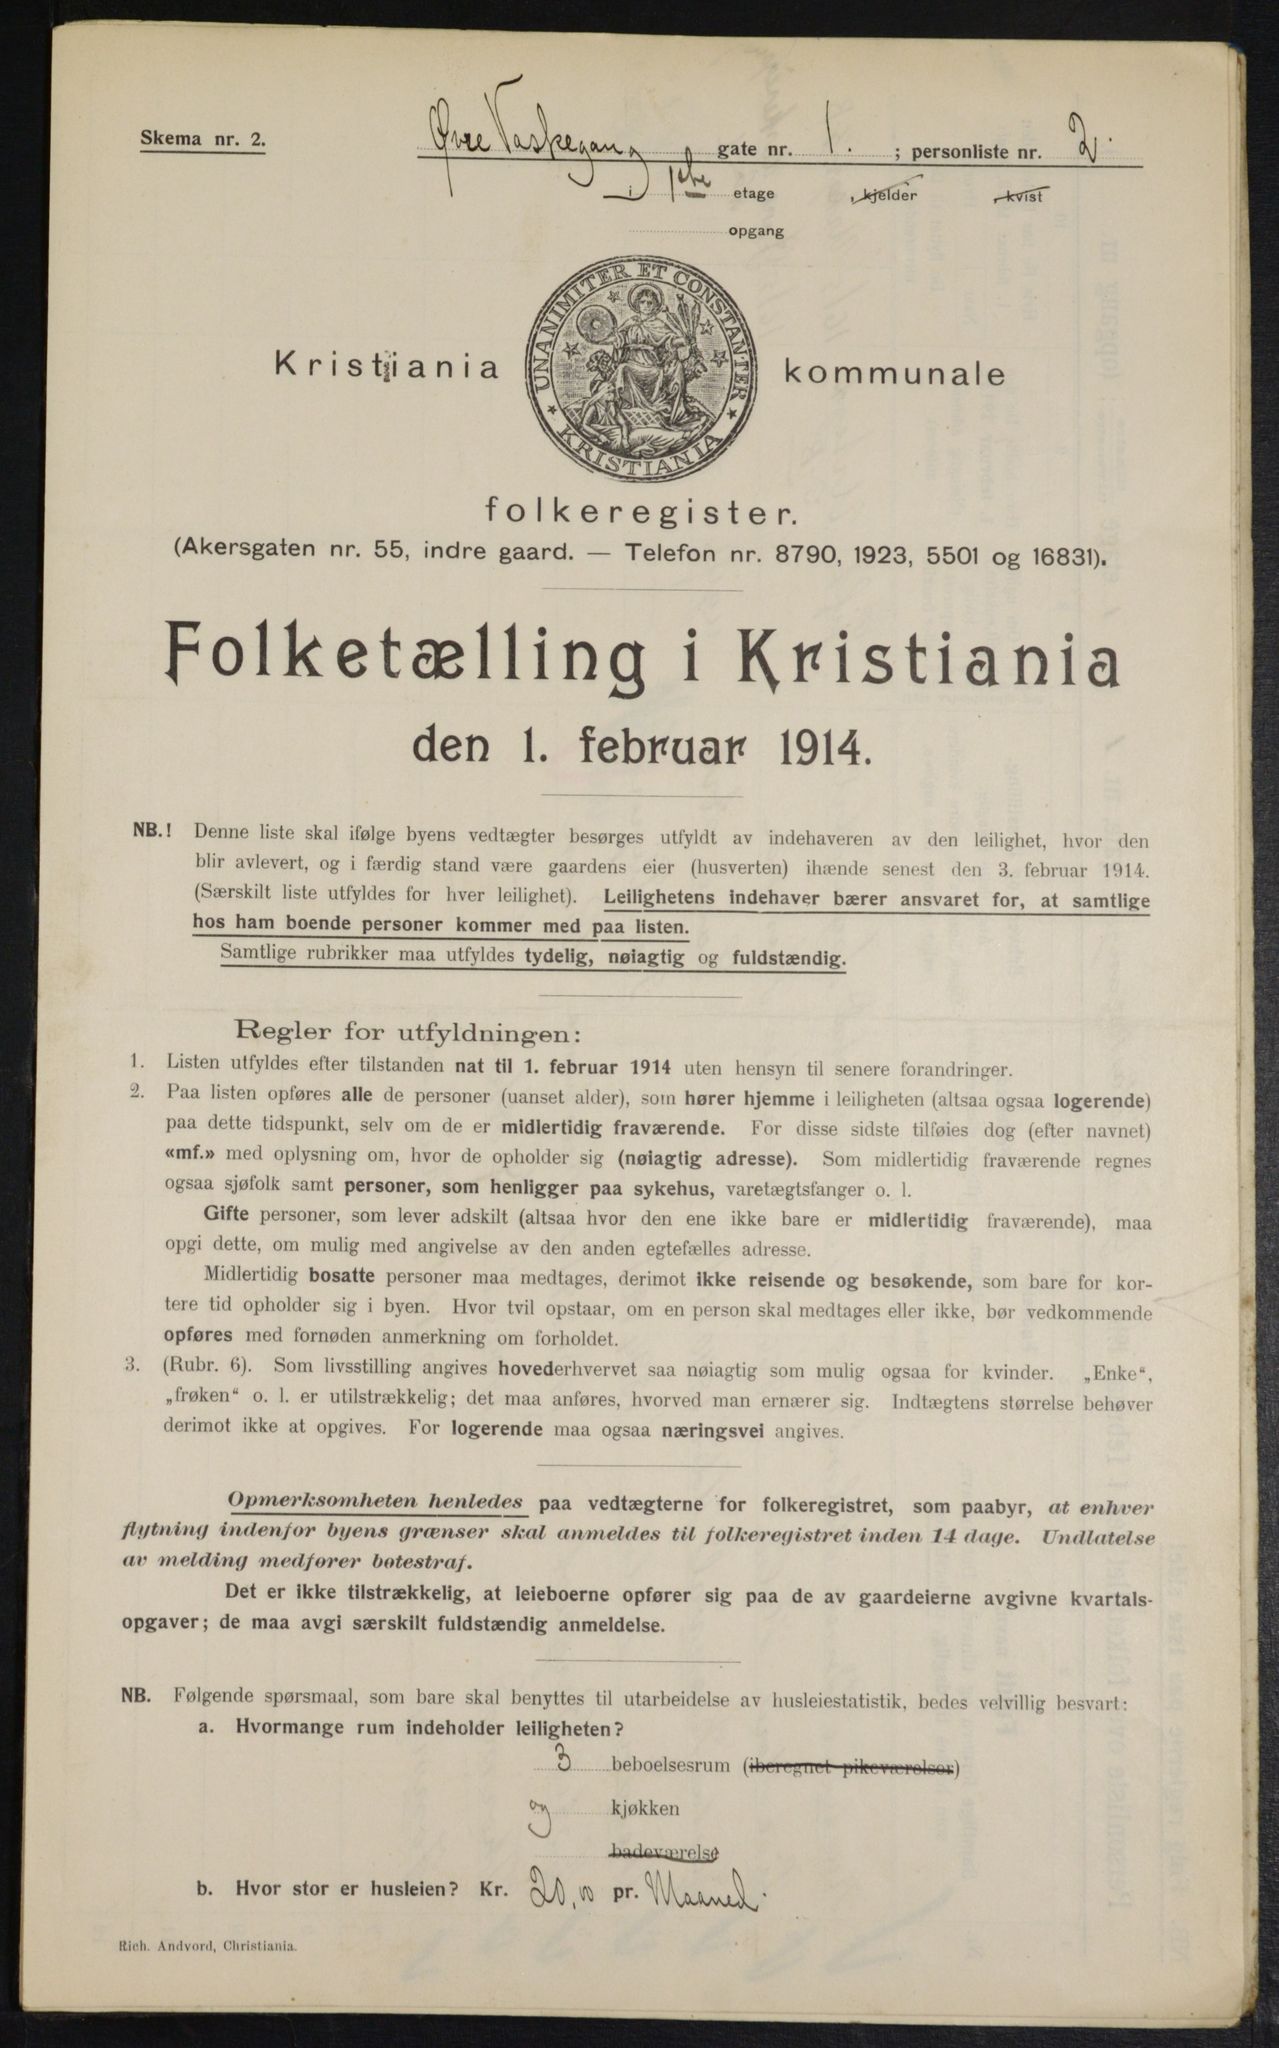 Skema nr. 2.
Øvre Vaskegang gate nr. 1. ; personliste nr. 2.
i 1ste etage , kjelder , kvist
opgang
UNANIMITER ET CONSTANTER
KRISTIANIA
Kristiania kommunale
folkeregister.
(Akersgaten nr. 55, indre gaard. — Telefon nr. 8790, 1923, 5501 og 16831).
Folketælling i Kristiania
den 1. februar 1914.
NB.! Denne liste skal ifølge byens vedtægter besørges utfyldt av indehaveren av den leilighet, hvor den
blir avlevert, og i færdig stand være gaardens eier (husverten) ihænde senest den 3. februar 1914.
(Særskilt liste utfyldes for hver leilighet). Leilighetens indehaver bærer ansvaret for, at samtlige
hos ham boende personer kommer med paa listen.
Samtlige rubrikker maa utfyldes tydelig, nøiagtig og fuldstændig.
Regler for utfyldningen:
1. Listen utfyldes efter tilstanden nat til 1. februar 1914 uten hensyn til senere forandringer.
2. Paa listen opføres alle de personer (uanset alder), som hører hjemme i leiligheten (altsaa ogsaa logerende)
paa dette tidspunkt, selv om de er midlertidig fraværende. For disse sidste tilføies dog (efter navnet)
«mf.» med oplysning om, hvor de opholder sig (nøiagtig adresse). Som midlertidig fraværende regnes
ogsaa sjøfolk samt personer, som henligger paa sykehus, varetægtsfanger o. l.
Gifte personer, som lever adskilt (altsaa hvor den ene ikke bare er midlertidig fraværende), maa
opgi dette, om mulig med angivelse av den anden egtefælles adresse.
Midlertidig bosatte personer maa medtages, derimot ikke reisende og besøkende, som bare for kor-
tere tid opholder sig i byen. Hvor tvil opstaar, om en person skal medtages eller ikke, bør vedkommende
opføres med fornøden anmerkning om forholdet.
3. (Rubr. 6). Som livsstilling angives hovederhvervet saa nøiagtig som mulig ogsaa for kvinder. „Enke“,
„frøken“ o. l. er utilstrækkelig; det maa anføres, hvorved man ernærer sig. Indtægtens størrelse behøver
derimot ikke at opgives. For logerende maa ogsaa næringsvei angives.
Opmerksomheten henledes paa vedtægterne for folkeregistret, som paabyr, at enhver
flytning indenfor byens grænser skal anmeldes til folkeregistret inden 14 dage. Undlatelse
av melding medfører bøtestraf.
Det er ikke tilstrækkelig, at leieboerne opfører sig paa de av gaardeierne avgivne kvartals-
opgaver; de maa avgi særskilt fuldstændig anmeldelse.
NB. Følgende spørsmaal, som bare skal benyttes til utarbeidelse av husleiestatistik, bedes velvillig besvart:
a. Hvormange rum indeholder leiligheten?
3 beboelsesrum (iberegnet pikeværelser)
og kjøkken
badeværelse
b. Hvor stor er husleien? Kr. 20,00 pr. Maaned.
Rich. Andvord, Christiania.